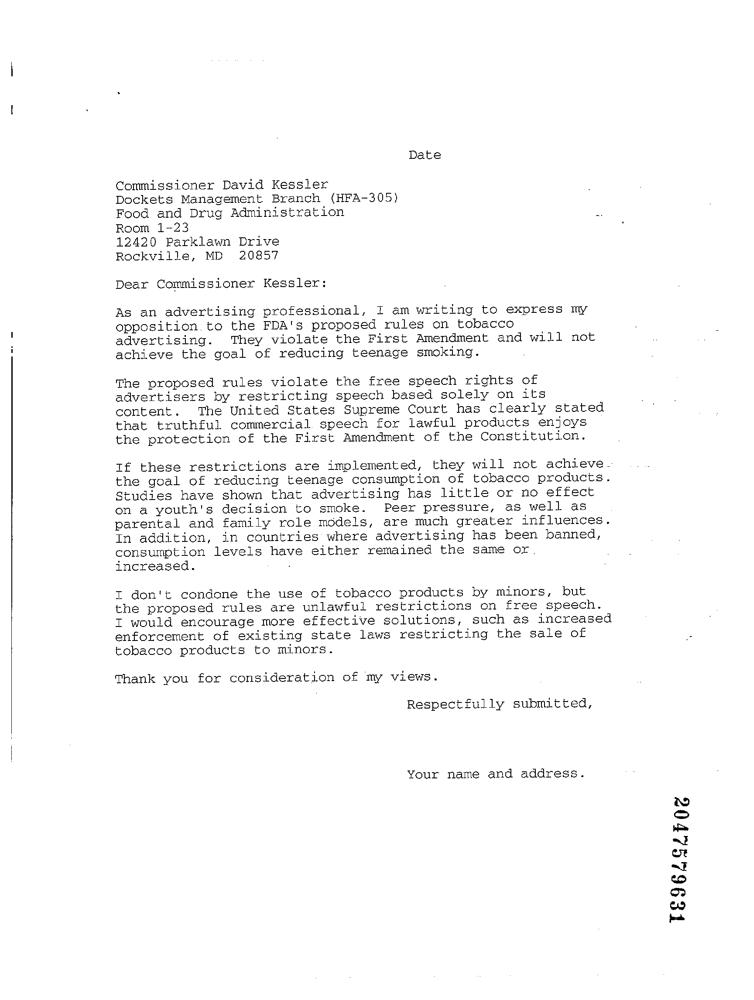 Date
Commissioner David Kessler
Dockets Management Branch (HFA-305)
Food and Drug Administration
Room 1-23
12420 Parklawn Drive
Rockville, MD  20857
Dear Commissioner Kessler:
As an advertising professional, I am writing to express my
opposition to the FDA's proposed rules on tobacco
advertising.  They violate the First Amendment and will not
achieve the goal of reducing teenage smoking.
The proposed rules violate the free speech rights of
advertisers by restricting speech based solely on its
content.  The United States Supreme Court has clearly stated
that truthful commercial speech for lawful products enjoys
the protection of the First Amendment of the Constitution.
If these restrictions are implemented, they will not achieve
the goal of reducing teenage consumption of tobacco products.
Studies have shown that advertising has little or no effect
on a youth's decision to smoke.  Peer pressure, as well as
parental and family role models, are much greater influences.
In addition, in countries where advertising has been banned,
consumption levels have either remained the same or
increased.
I don't condone the use of tobacco products by minors, but
the proposed rules are unlawful restrictions on free speech.
I would encourage more effective solutions, such as increased
enforcement of existing state laws restricting the sale of
tobacco products to minors.
Thank you for consideration of my views.
Respectfully submitted,
Your name and address.
2047579631